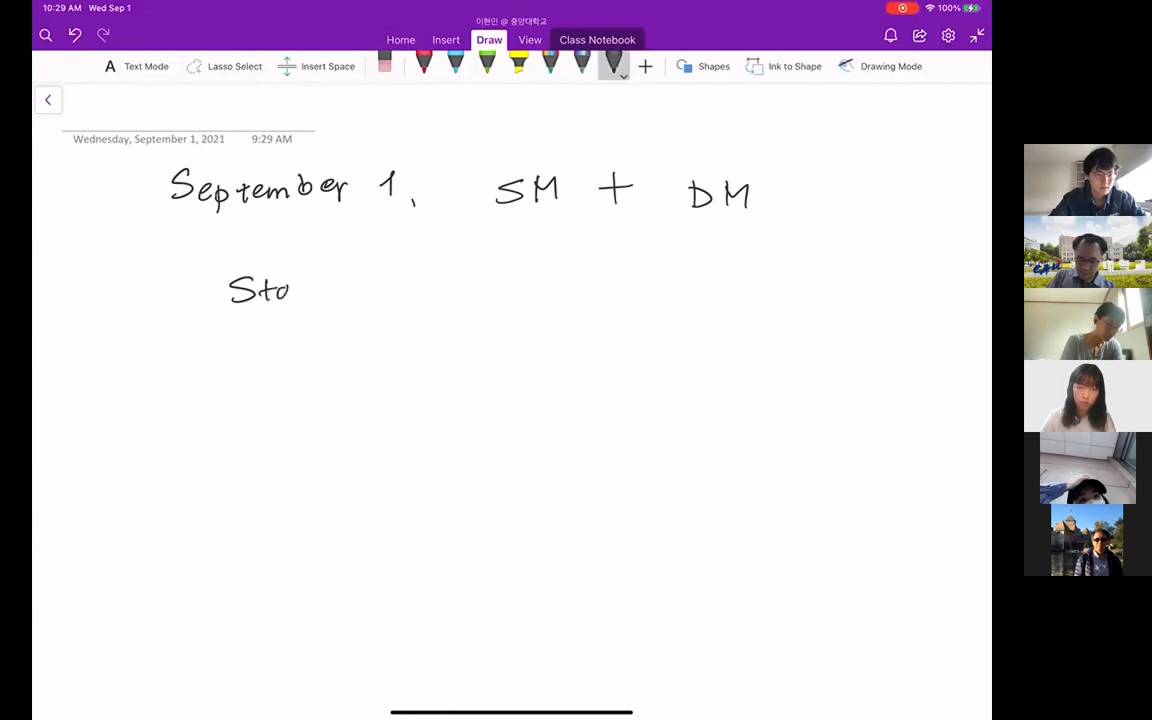 10:29 AM Wed Sep 1
100%
이현민 @ 중앙대학교
Home Insert Draw View Class Notebook
Text Mode Lasso Select Insert Space Shapes Ink to Shape Drawing Mode
Wednesday, September 1, 2021 9:29 AM
September 1, SM + DM
Sto